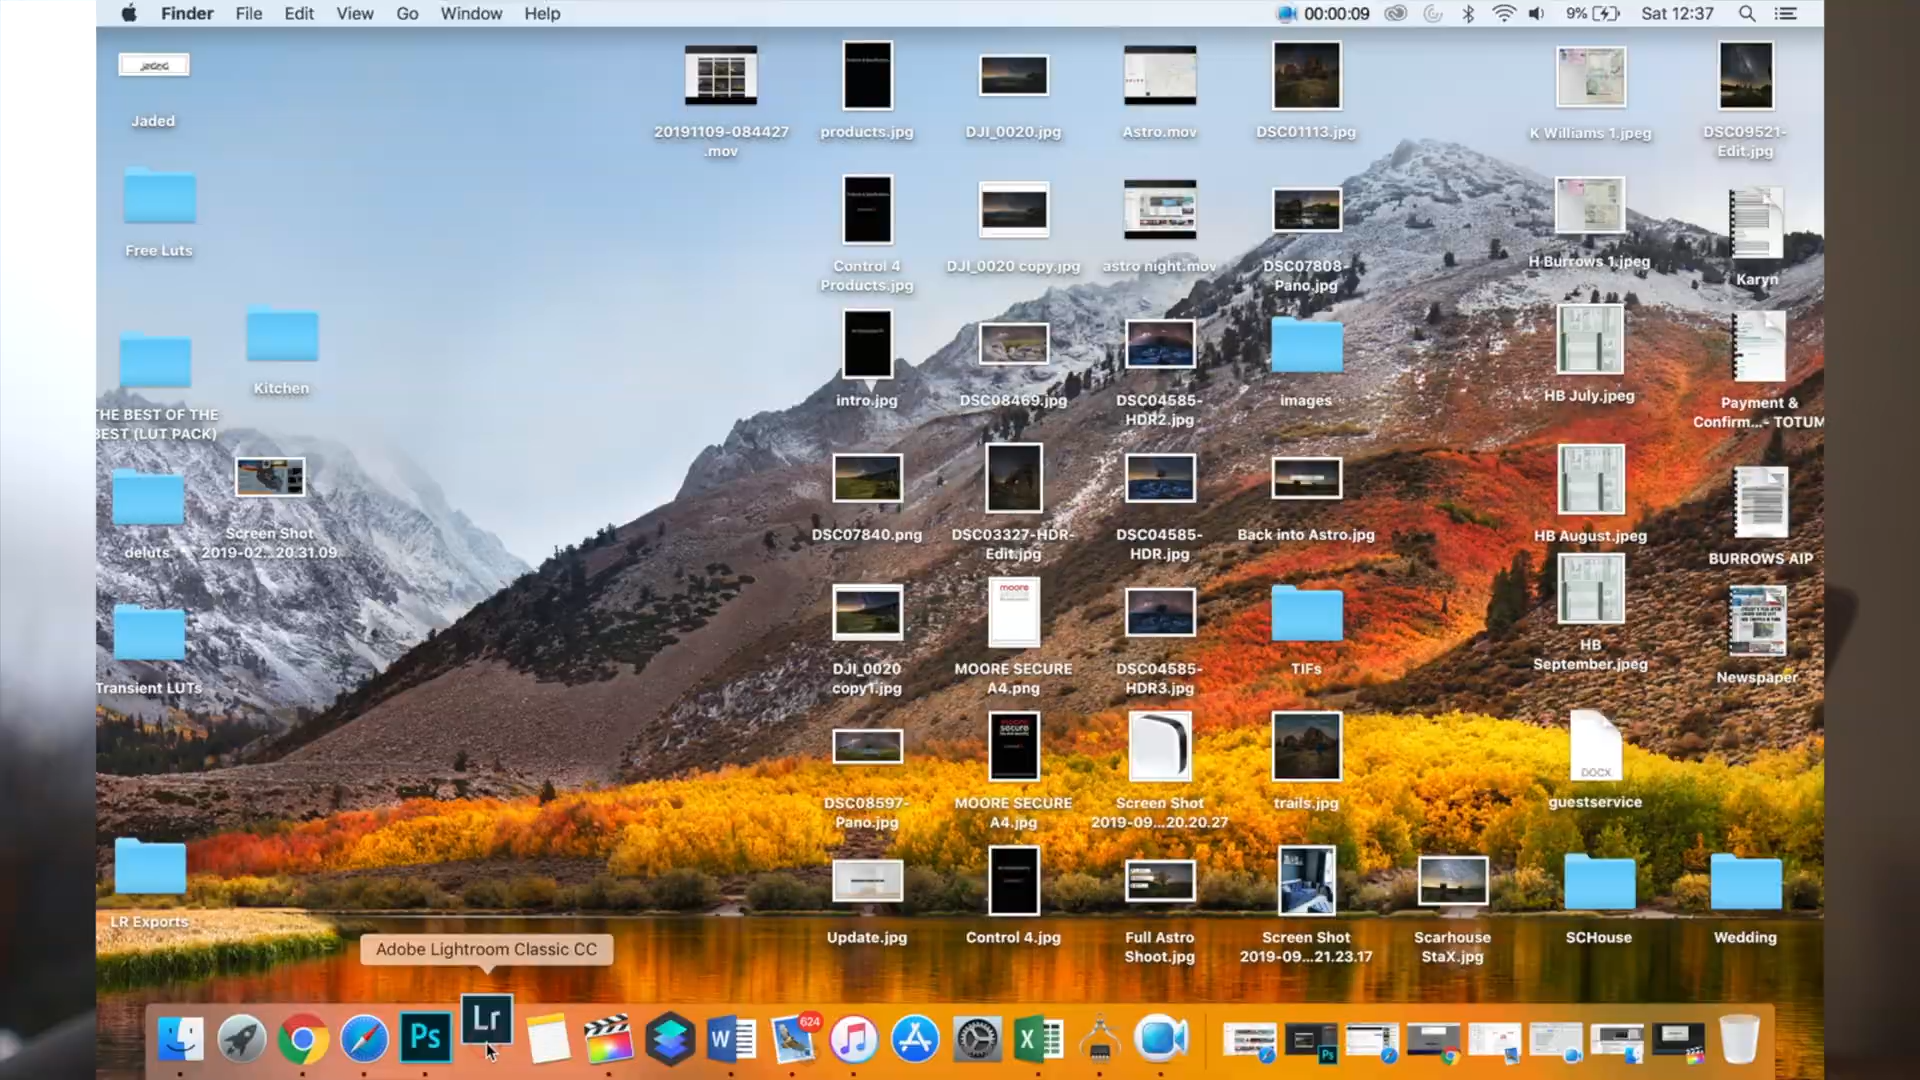 Finder File Edit View Go Window Help
00:00:09 9% Sat 12:37
Jaded
20191109-084427
.mov
products.jpg
DJI_0020.jpg
Astro.mov
DSC01113.jpg
K Williams 1.jpeg
DSC09521-
Edit.jpg
Free Luts
Control 4
Products.jpg
DJI_0020 copy.jpg
astro night.mov
DSC07808-
Pano.jpg
H Burrows 1.jpeg
Karyn
Kitchen
THE BEST OF THE
BEST (LUT PACK)
intro.jpg
DSC08469.jpg
DSC04585-
HDR2.jpg
images
HB July.jpeg
Payment &
Confirm...- TOTUM
deluts
Screen Shot
2019-02...20.31.09
DSC07840.png
DSC03327-HDR-
Edit.jpg
DSC04585-
HDR.jpg
Back into Astro.jpg
HB August.jpeg
BURROWS AIP
Transient LUTs
DJI_0020
copy1.jpg
moore
MOORE SECURE
A4.png
DSC04585-
HDR3.jpg
TIFs
HB
September.jpeg
Newspaper
DSC08597-
Pano.jpg
secure
MOORE SECURE
A4.jpg
Screen Shot
2019-09...20.20.27
trails.jpg
DOCX
guestservice
LR Exports
Update.jpg
Control 4.jpg
Full Astro
Shoot.jpg
Screen Shot
2019-09...21.23.17
Scarhouse
StaX.jpg
SCHouse
Wedding
Adobe Lightroom Classic CC
Ps
Lr
W
624
X
Ps